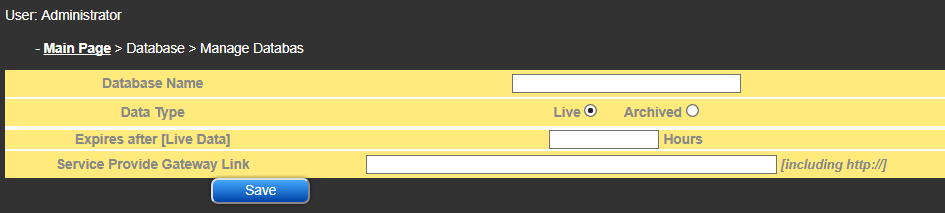 User: Administrator
- Main Page > Database > Manage Databas
Database Name
Data Type Live Archived
Expires after [Live Data] Hours
Service Provide Gateway Link [including http://]
Save